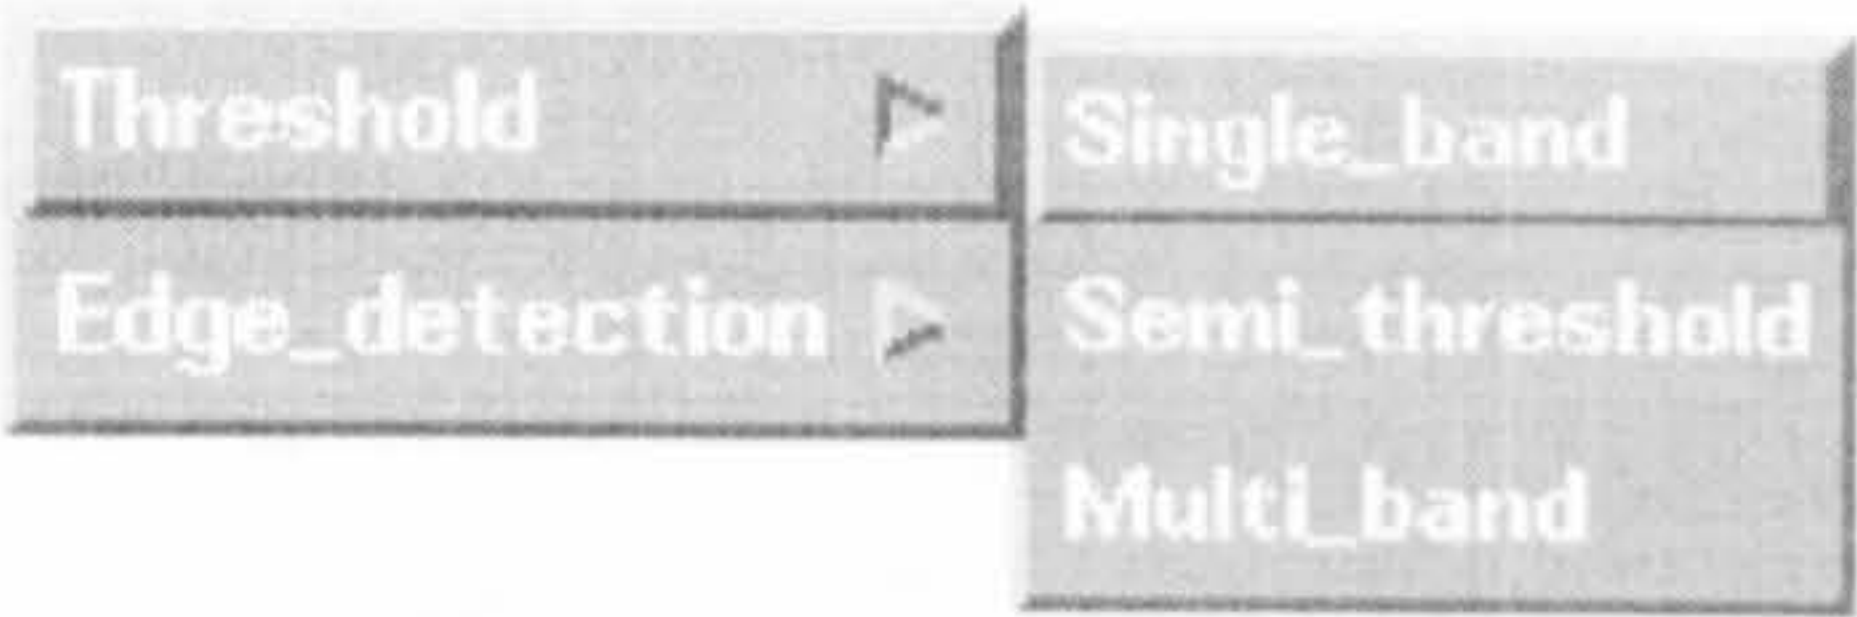 Threshold
Edge_detection
Single_band
Semi_threshold
Multi_band